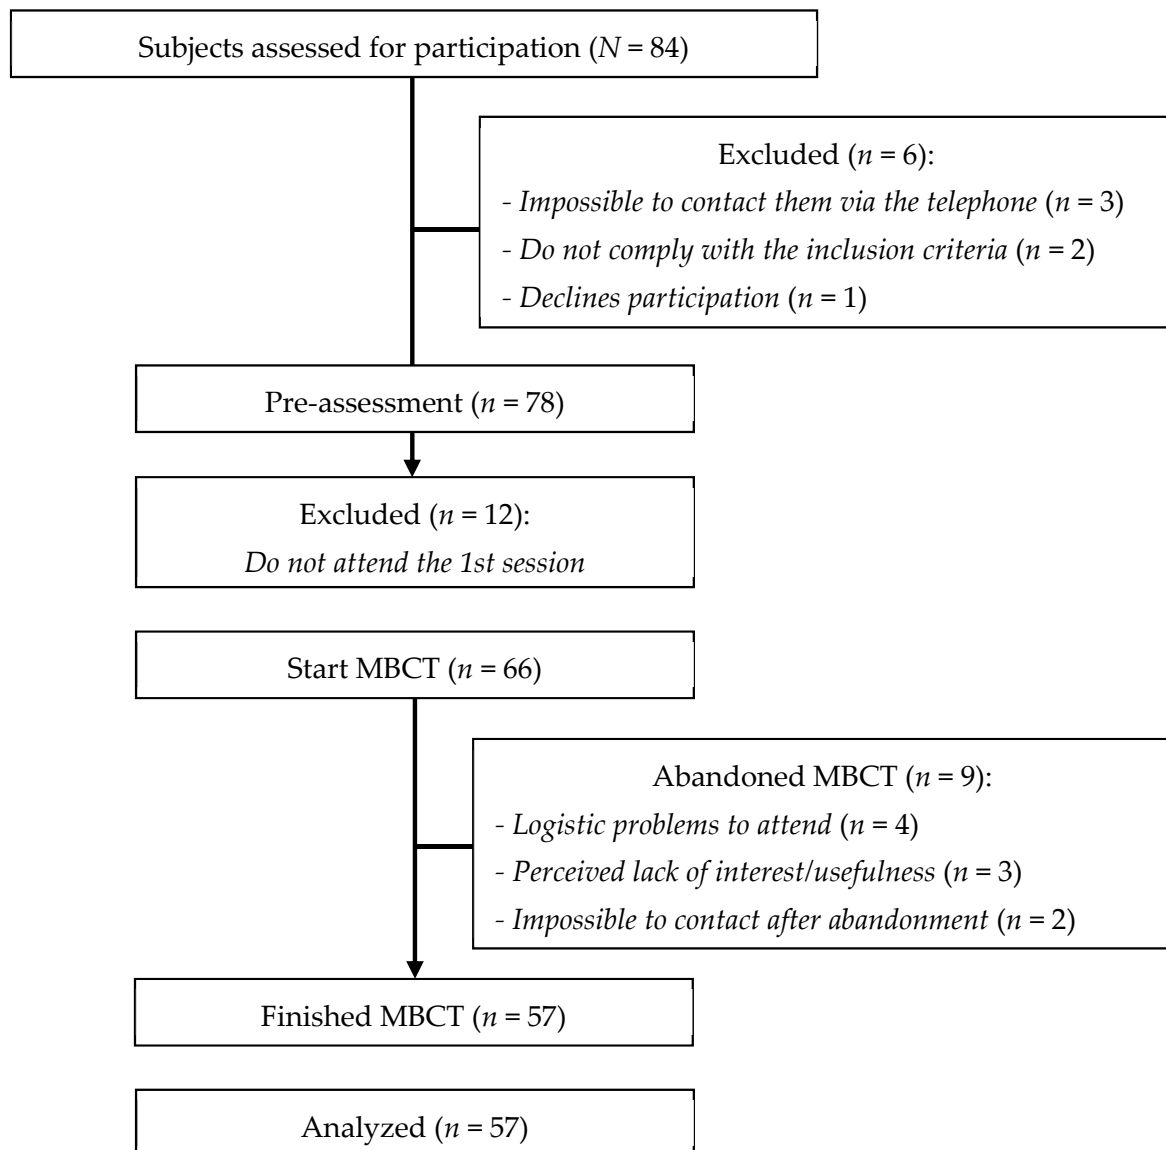 Subjects assessed for participation (N = 84)
Excluded (n = 6):
- Impossible to contact them via the telephone (n = 3)
- Do not comply with the inclusion criteria (n = 2)
- Declines participation (n = 1)
Pre-assessment (n = 78)
Excluded (n = 12):
Do not attend the 1st session
Start MBCT (n = 66)
Abandoned MBCT (n = 9):
- Logistic problems to attend (n = 4)
- Perceived lack of interest/usefulness (n = 3)
- Impossible to contact after abandonment (n = 2)
Finished MBCT (n = 57)
Analyzed (n = 57)